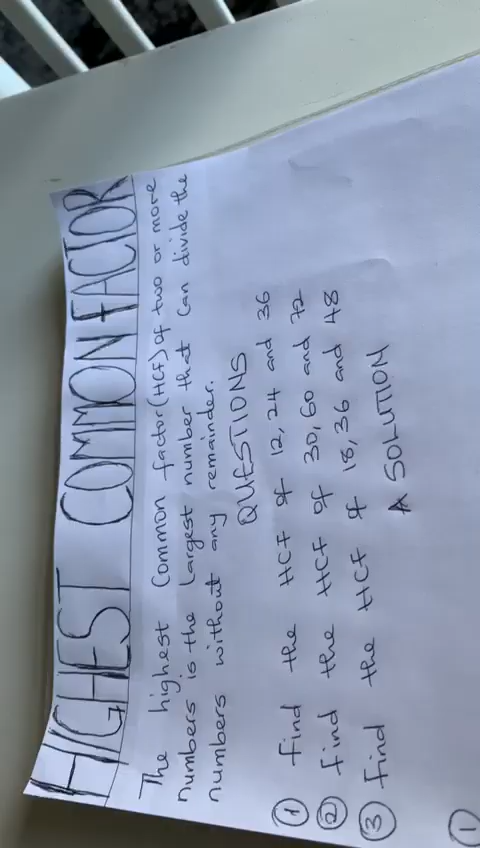 HIGHEST COMMON FACTOR
The highest Common factor (HCF) of two or more
numbers is the Largest number that Can divide the
numbers without any remainder.
QUESTIONS
① find the HCF of 12, 24 and 36
② find the HCF of 30, 60 and 72
③ find the HCF of 18, 36 and 48
A SOLUTION
①